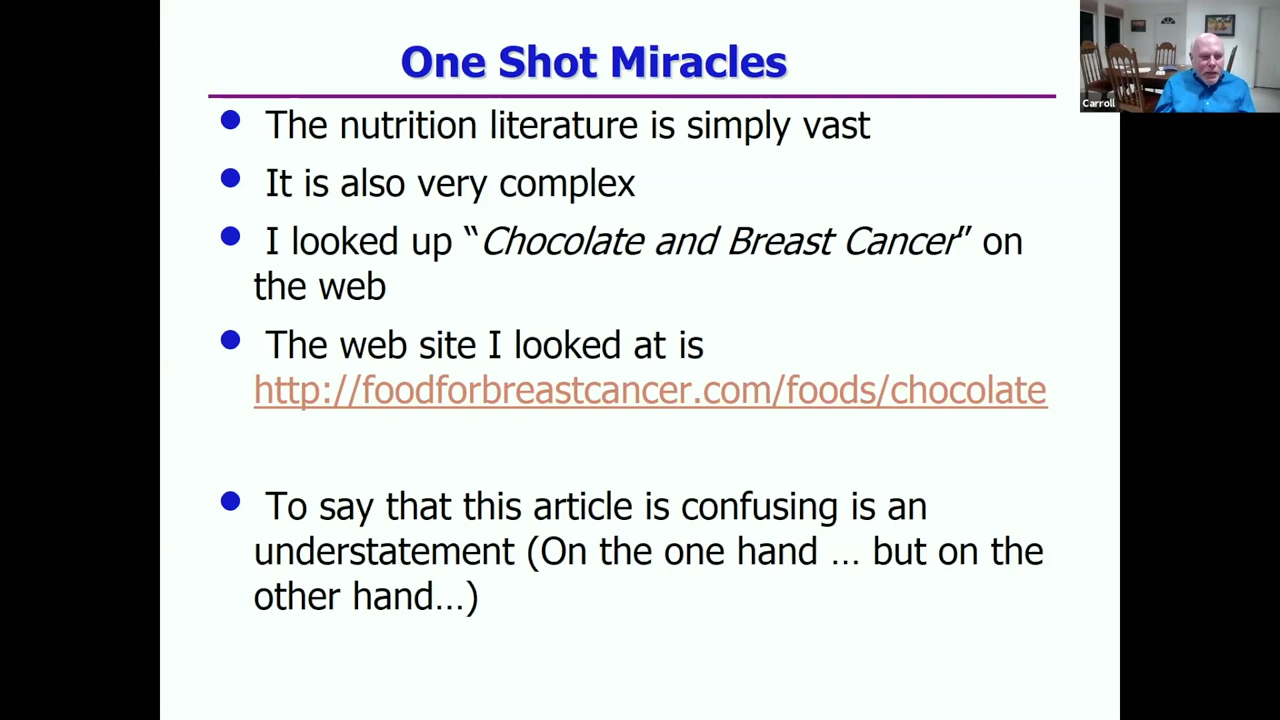 One Shot Miracles
The nutrition literature is simply vast
It is also very complex
I looked up “Chocolate and Breast Cancer” on
the web
The web site I looked at is
http://foodforbreastcancer.com/foods/chocolate
To say that this article is confusing is an
understatement (On the one hand … but on the
other hand…)
Carroll